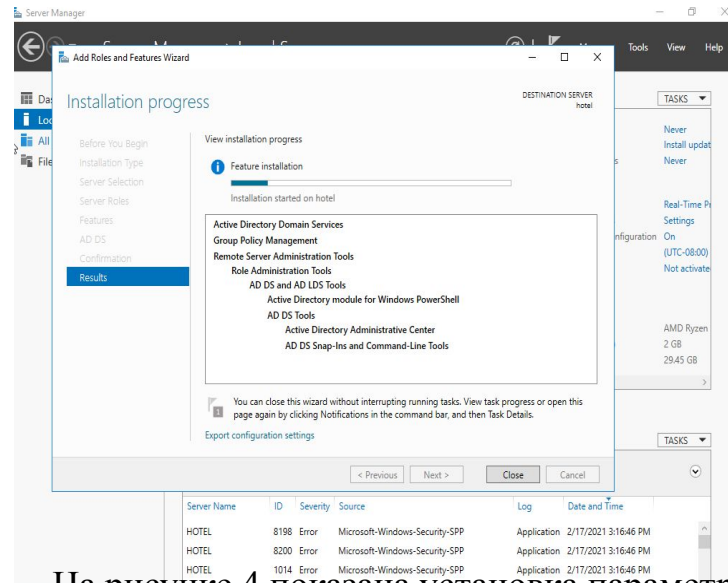 Server Manager
Tools View Help
Add Roles and Features Wizard
Installation progress
DESTINATION SERVER
hotel
TASKS
Before You Begin
Installation Type
Server Selection
Server Roles
Features
AD DS
Confirmation
Results
View installation progress
Feature installation
Installation started on hotel
Active Directory Domain Services
Group Policy Management
Remote Server Administration Tools
Role Administration Tools
AD DS and AD LDS Tools
Active Directory module for Windows PowerShell
AD DS Tools
Active Directory Administrative Center
AD DS Snap-Ins and Command-Line Tools
1
You can close this wizard without interrupting running tasks. View task progress or open this
page again by clicking Notifications in the command bar, and then Task Details.
Export configuration settings
< Previous Next > Close Cancel
All
File
Never
Install updat
Never
Real-Time Pr
Settings
nfiguration On
(UTC-08:00)
Not activate
AMD Ryzen
2 GB
29.45 GB
TASKS
Server Name ID Severity Source Log Date and Time
HOTEL 8198 Error Microsoft-Windows-Security-SPP Application 2/17/2021 3:16:46 PM
HOTEL 8200 Error Microsoft-Windows-Security-SPP Application 2/17/2021 3:16:46 PM
HOTEL 1014 Error Microsoft-Windows-Security-SPP Application 2/17/2021 3:16:46 PM
На рисунке 4 показана установка параметр